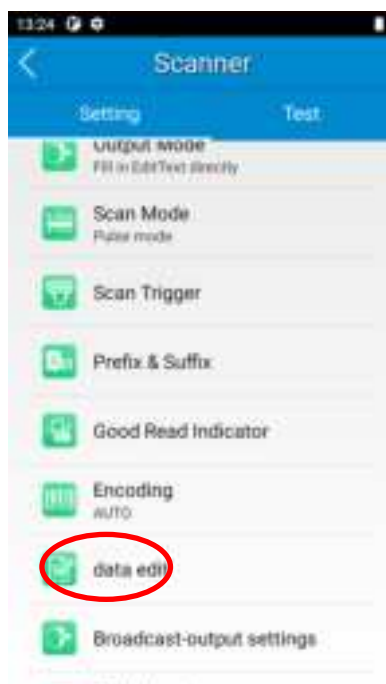 13:24
Scanner
Setting Test
Output Mode
Fill in EditText directly
Scan Mode
Pulse mode
Scan Trigger
Prefix & Suffix
Good Read Indicator
Encoding
AUTO
data edit
Broadcast-output settings